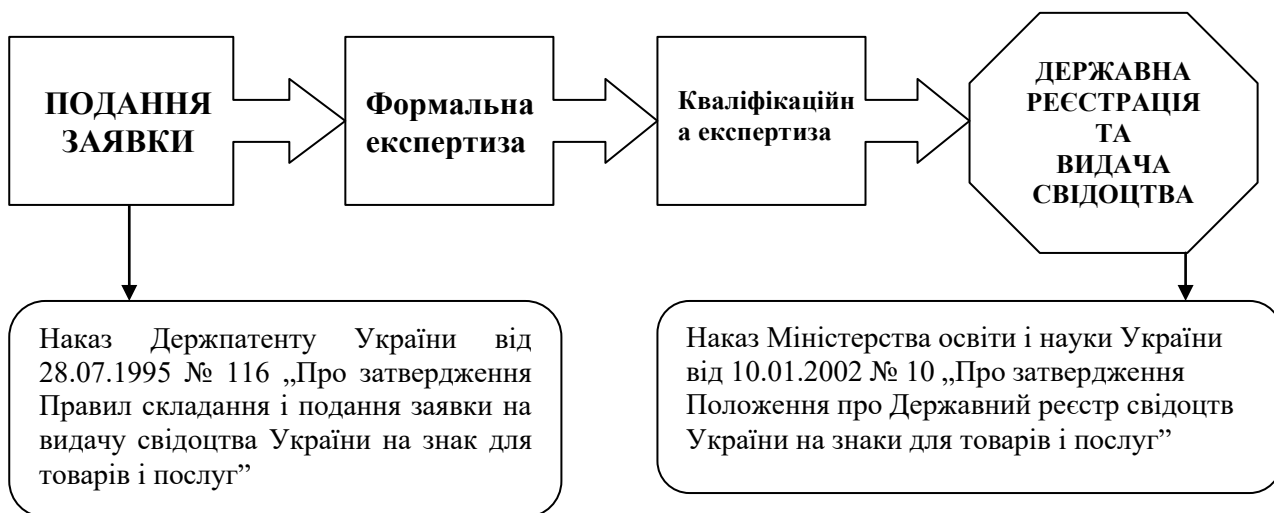 ПОДАННЯ
ЗАЯВКИ
Формальна
експертиза
Кваліфікаційн
а експертиза
ДЕРЖАВНА
РЕЄСТРАЦІЯ
ТА
ВИДАЧА
СВІДОЦТВА
Наказ Держпатенту України від
28.07.1995 № 116 „Про затвердження
Правил складання і подання заявки на
видачу свідоцтва України на знак для
товарів і послуг”
Наказ Міністерства освіти і науки України
від 10.01.2002 № 10 „Про затвердження
Положення про Державний реєстр свідоцтв
України на знаки для товарів і послуг”